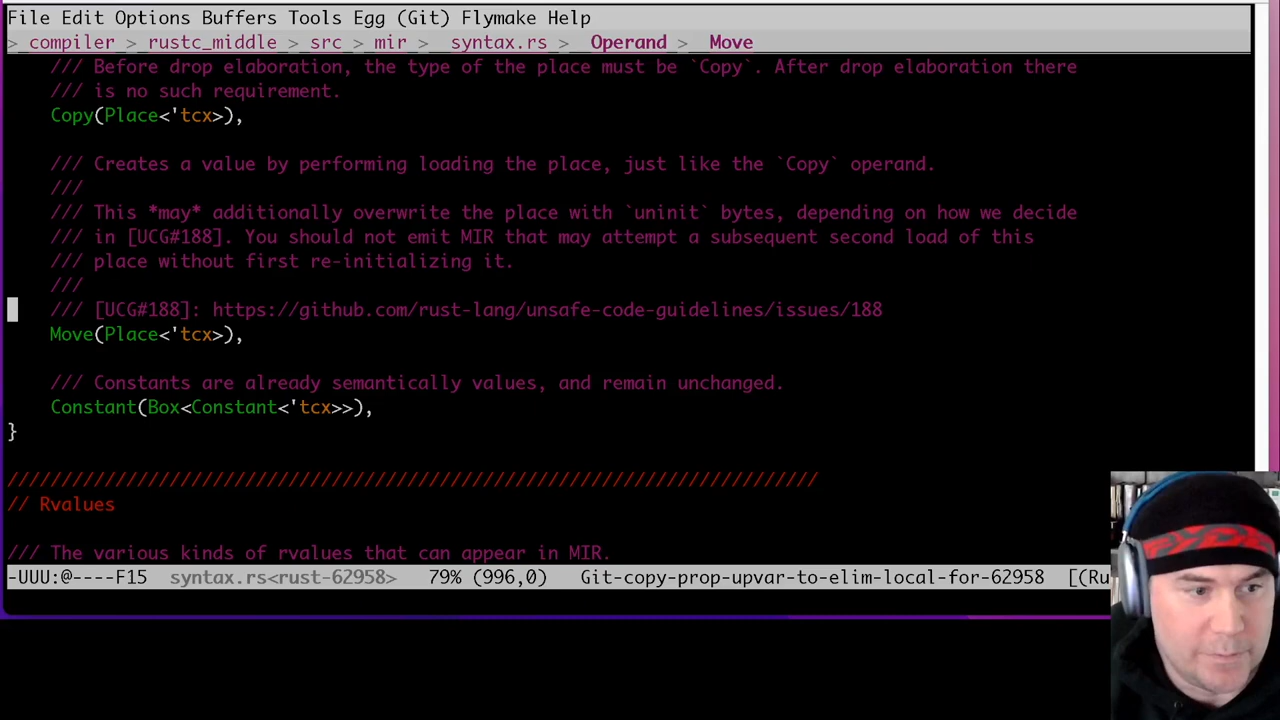 File Edit Options Buffers Tools Egg (Git) Flymake Help
> compiler > rustc_middle > src > mir > syntax.rs > Operand > Move
/// Before drop elaboration, the type of the place must be `Copy`. After drop elaboration there
/// is no such requirement.
Copy(Place<'tcx>),
/// Creates a value by performing loading the place, just like the `Copy` operand.
///
/// This *may* additionally overwrite the place with `uninit` bytes, depending on how we decide
/// in [UCG#188]. You should not emit MIR that may attempt a subsequent second load of this
/// place without first re-initializing it.
///
/// [UCG#188]: https://github.com/rust-lang/unsafe-code-guidelines/issues/188
Move(Place<'tcx>),
/// Constants are already semantically values, and remain unchanged.
Constant(Box<Constant<'tcx>>),
}
///////////////////////////////////////////////////////////////////////////
// Rvalues
/// The various kinds of rvalues that can appear in MIR.
-UUU:@----F15 syntax.rs<rust-62958> 79% (996,0) Git-copy-prop-upvar-to-elim-local-for-62958 [(Ru